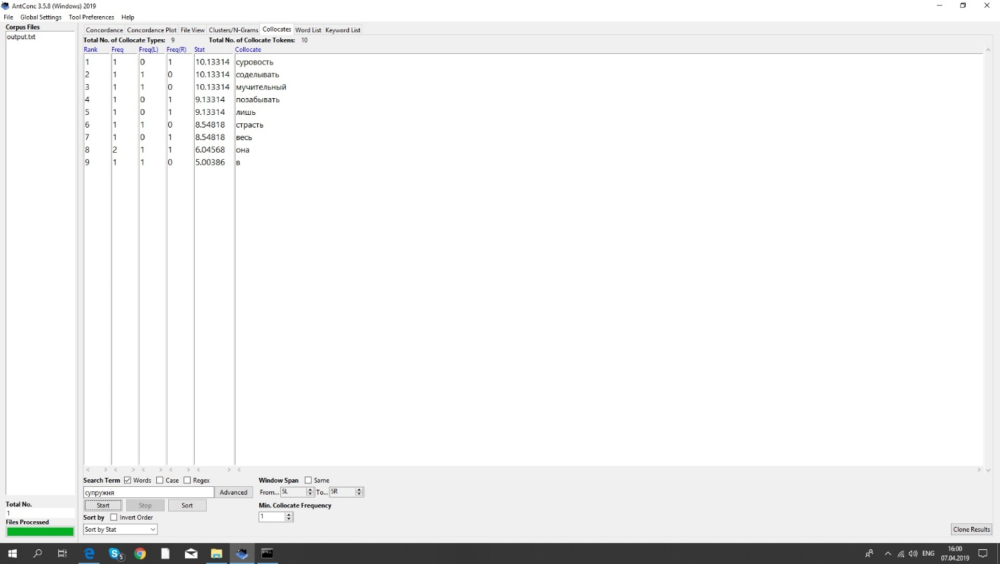 AntConc 3.5.8 (Windows) 2019
File Global Settings Tool Preferences Help
Corpus Files
output.txt
Concordance Concordance Plot File View Clusters/N-Grams Collocates Word List Keyword List
Total No. of Collocate Types: 9 Total No. of Collocate Tokens: 10
Rank Freq Freq(L) Freq(R) Stat Collocate
1 1 0 1 10.13314 суровость
2 1 1 0 10.13314 соделывать
3 1 1 0 10.13314 мучительный
4 1 0 1 9.13314 позабывать
5 1 0 1 9.13314 лишь
6 1 1 0 8.54818 страсть
7 1 0 1 8.54818 весь
8 2 1 1 6.04568 она
9 1 1 0 5.00386 в
Search Term Words Case Regex Window Span Same
супружня Advanced From... 5L To... 5R
Start Stop Sort Min. Collocate Frequency
Sort by Invert Order 1
Sort by Stat Clone Results
Total No.
1
Files Processed
5
ENG 16:00
07.04.2019